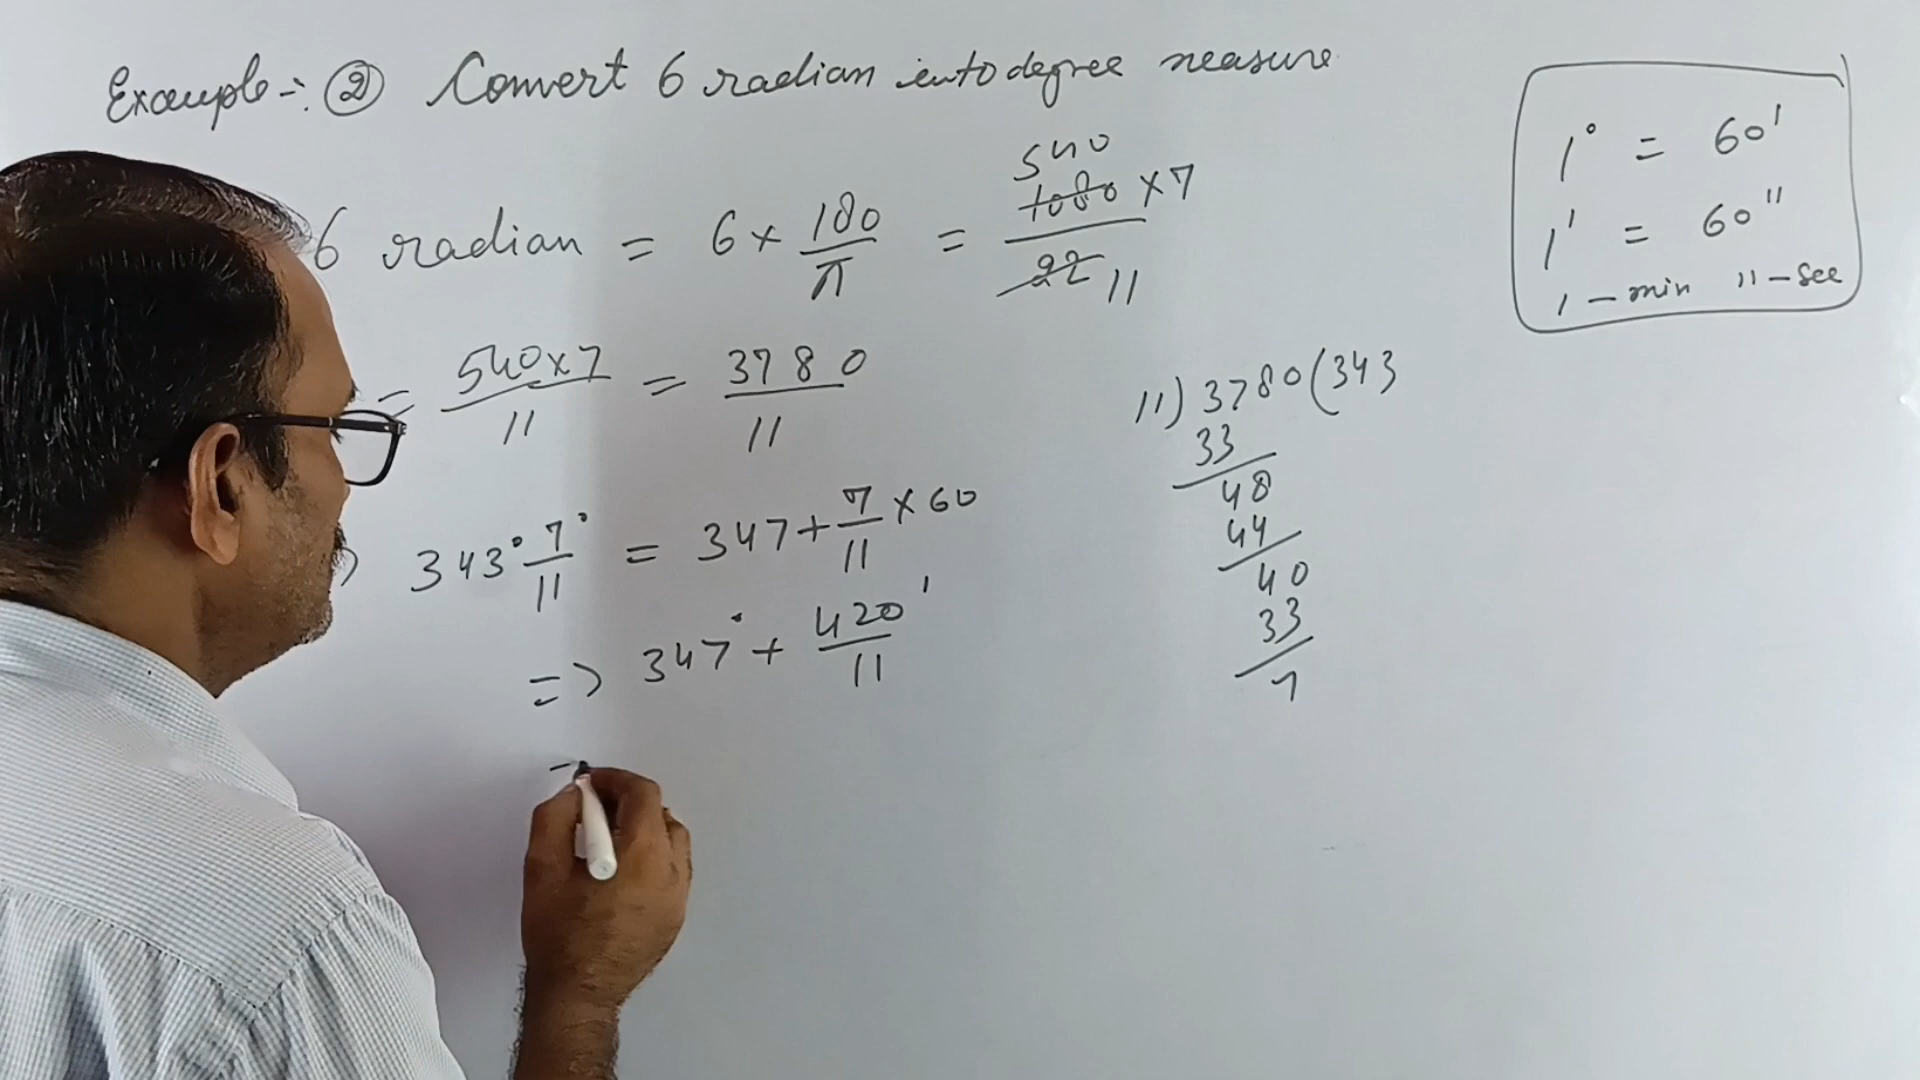 Example :- ② Convert 6 radian into degree measure
6 radian = 6 × 180/π = 540 1080 × 7 / 22 11
= 540×7/11 = 3780/11
343° 7°/11 = 347 + 7/11 × 60
=> 347° + 420'/11
1° = 60'
1' = 60"
' – min " – sec
11) 3780 (343
33
48
44
40
33
7